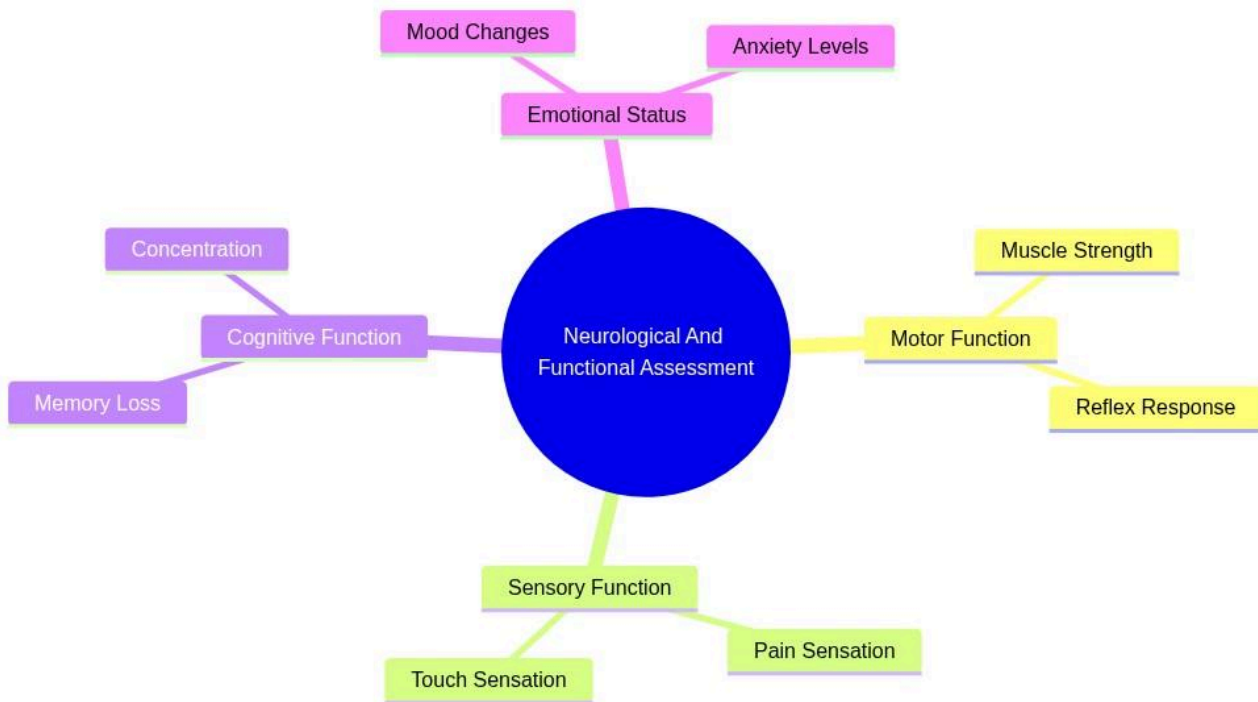 Mood Changes
Anxiety Levels
Emotional Status
Concentration
Muscle Strength
Cognitive Function
Neurological And
Functional Assessment
Motor Function
Memory Loss
Reflex Response
Sensory Function
Pain Sensation
Touch Sensation